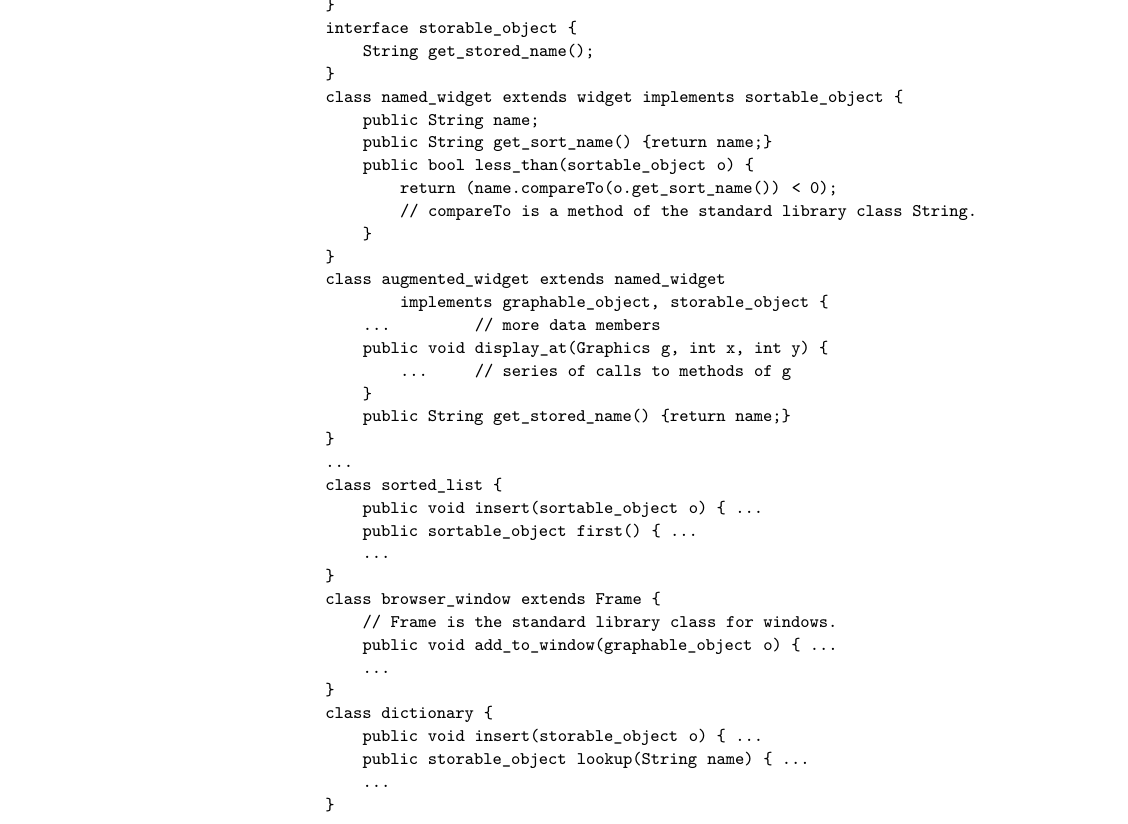 }
interface storable_object {
    String get_stored_name();
}
class named_widget extends widget implements sortable_object {
    public String name;
    public String get_sort_name() {return name;}
    public bool less_than(sortable_object o) {
        return (name.compareTo(o.get_sort_name()) < 0);
        // compareTo is a method of the standard library class String.
    }
}
class augmented_widget extends named_widget
        implements graphable_object, storable_object {
    ...         // more data members
    public void display_at(Graphics g, int x, int y) {
        ...     // series of calls to methods of g
    }
    public String get_stored_name() {return name;}
}
...
class sorted_list {
    public void insert(sortable_object o) { ...
    public sortable_object first() { ...
    ...
}
class browser_window extends Frame {
    // Frame is the standard library class for windows.
    public void add_to_window(graphable_object o) { ...
    ...
}
class dictionary {
    public void insert(storable_object o) { ...
    public storable_object lookup(String name) { ...
    ...
}